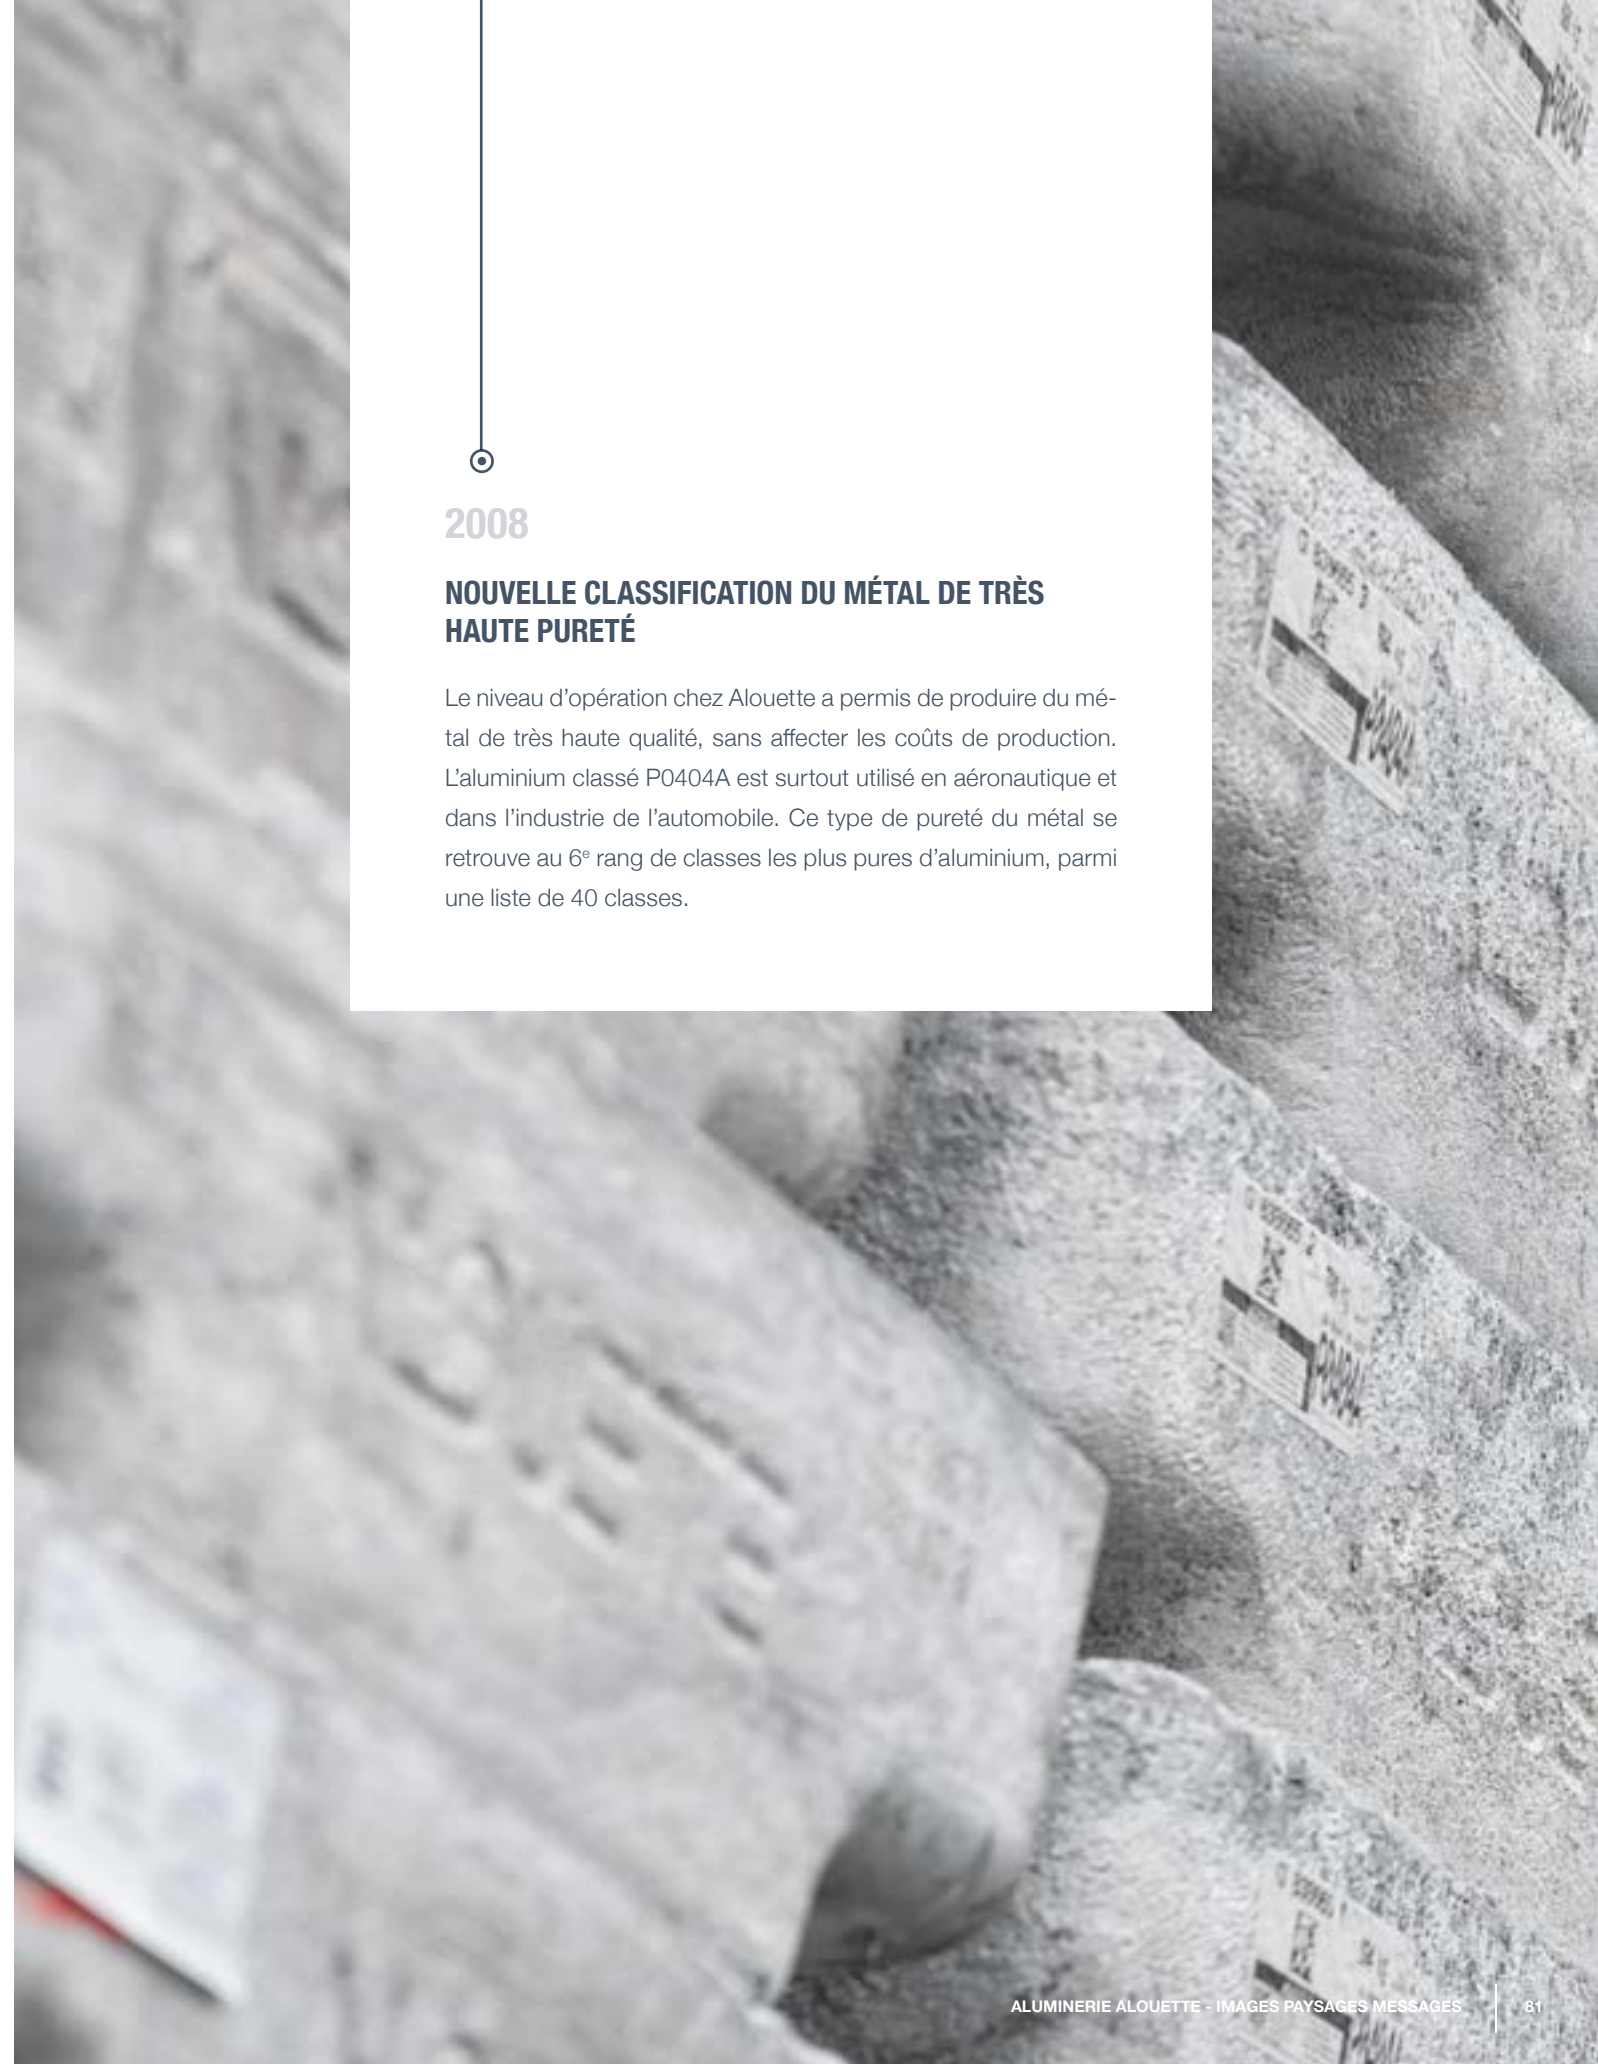 2008
NOUVELLE CLASSIFICATION DU MÉTAL DE TRÈS
HAUTE PURETÉ
Le niveau d’opération chez Alouette a permis de produire du mé-
tal de très haute qualité, sans affecter les coûts de production.
L’aluminium classé P0404A est surtout utilisé en aéronautique et
dans l’industrie de l’automobile. Ce type de pureté du métal se
retrouve au 6e rang de classes les plus pures d’aluminium, parmi
une liste de 40 classes.
ALUMINERIE ALOUETTE - IMAGES PAYSAGES MESSAGES
81